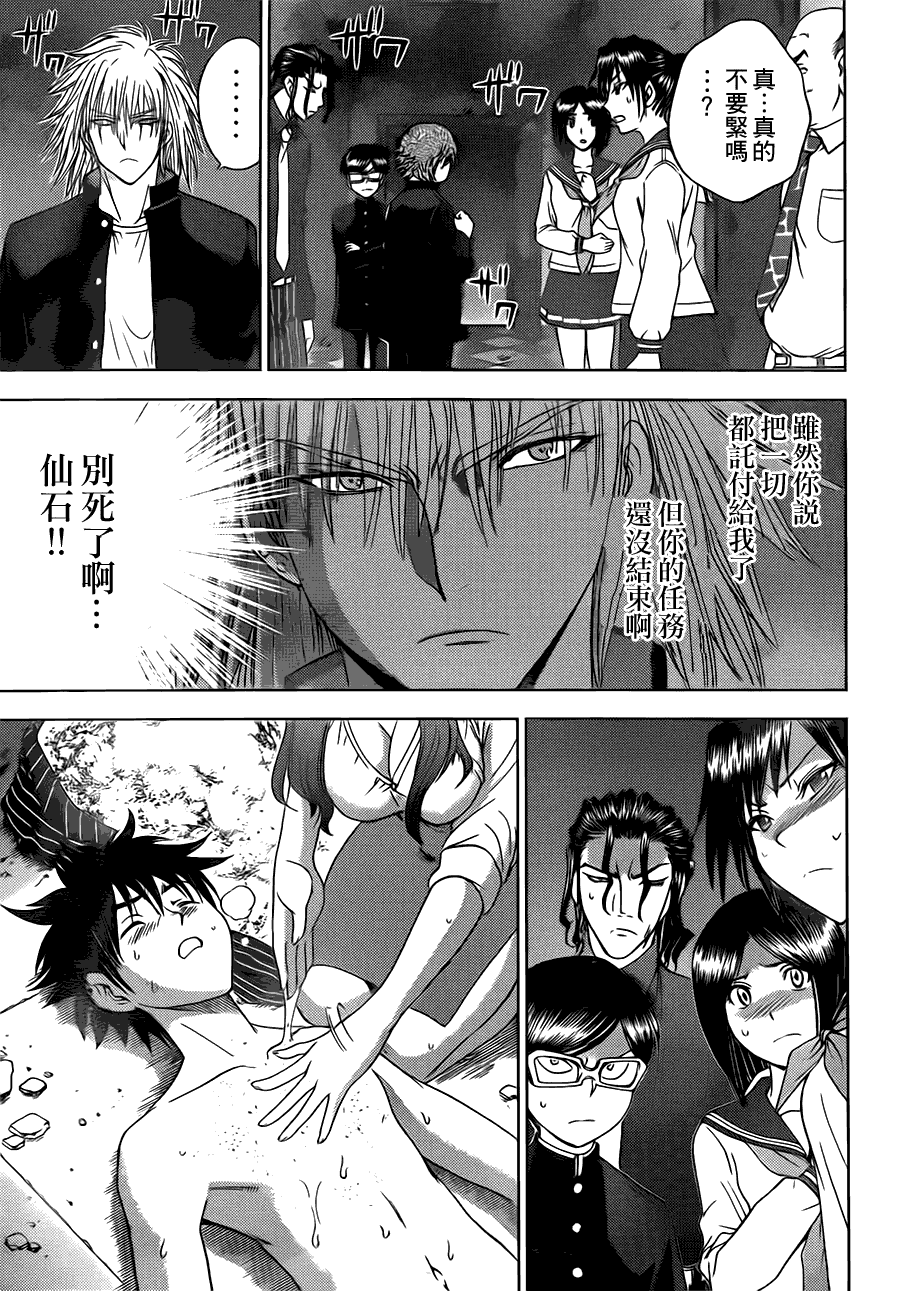 真…真的
不要緊嗎
…?
ザワ
ザワ
ザワ
ザワ
……
雖然你說
把一切
都託付給我了
但你的任務
還沒結束啊
別死了啊…
仙石!!